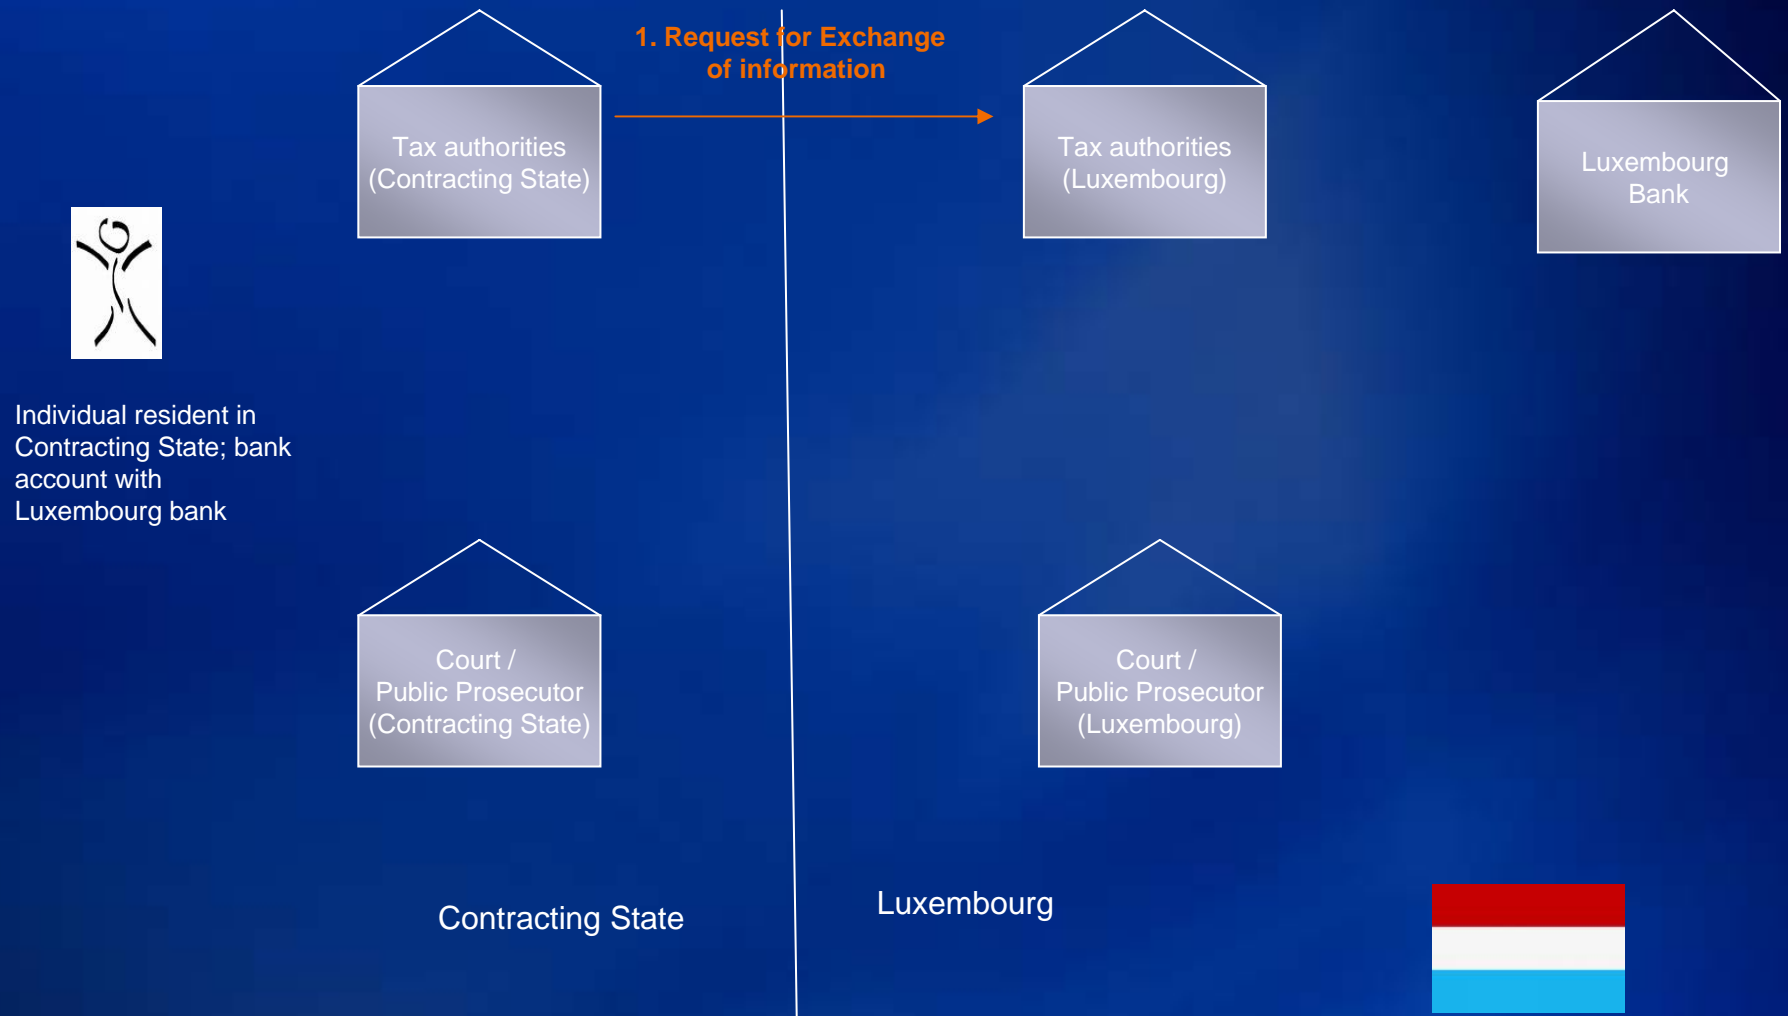 1. Request for Exchange
of information
Tax authorities
(Contracting State)
Tax authorities
(Luxembourg)
Luxembourg
Bank
Individual resident in
Contracting State; bank
account with
Luxembourg bank
Court /
Public Prosecutor
(Contracting State)
Court /
Public Prosecutor
(Luxembourg)
Contracting State
Luxembourg